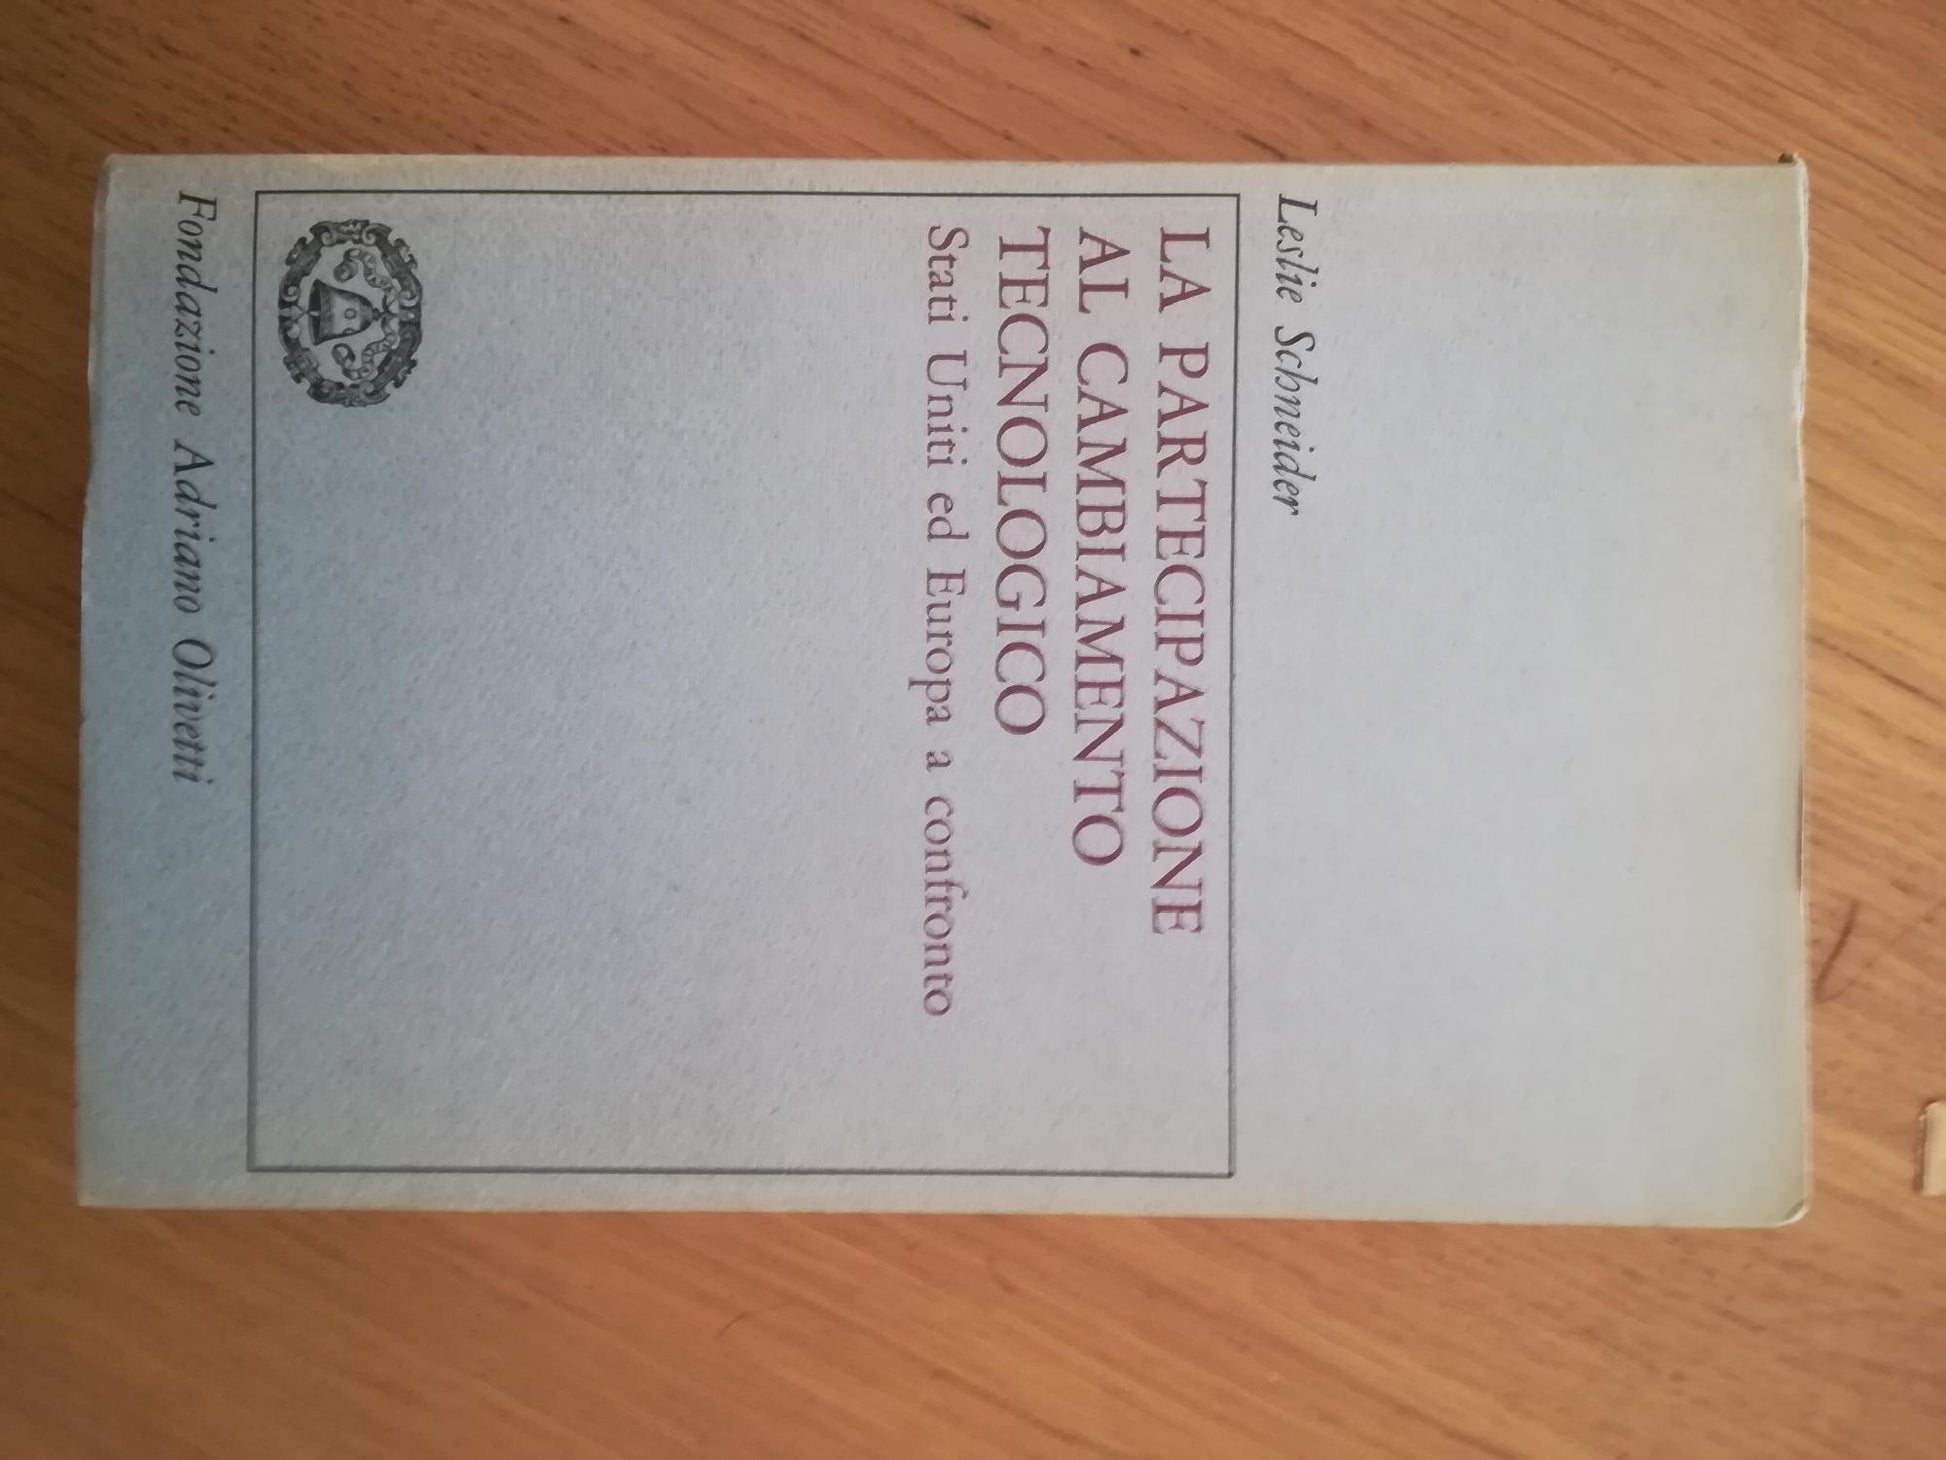 Leslie Schneider
LA PARTECIPAZIONE
AL CAMBIAMENTO
TECNOLOGICO
Stati Uniti ed Europa a confronto
Fondazione Adriano Olivetti